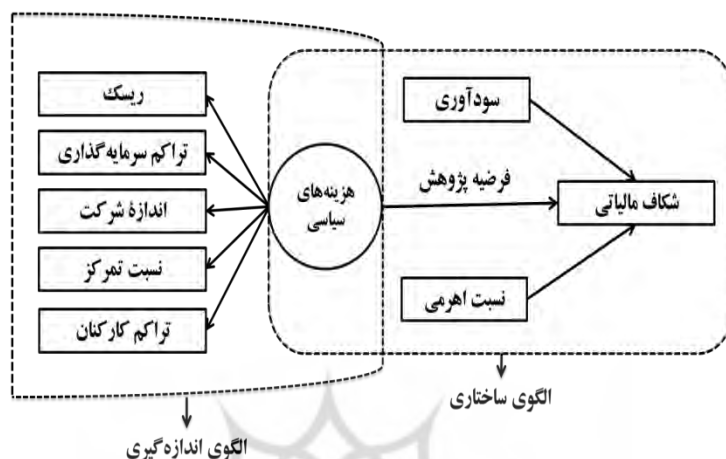 ریسک
تراکم سرمایه‌گذاری
اندازۀ شرکت
نسبت تمرکز
تراکم کارکنان
هزینه‌های
سیاسی
سودآوری
فرضیه پژوهش
شکاف مالیاتی
نسبت اهرمی
الگوی ساختاری
الگوی اندازه‌گیری